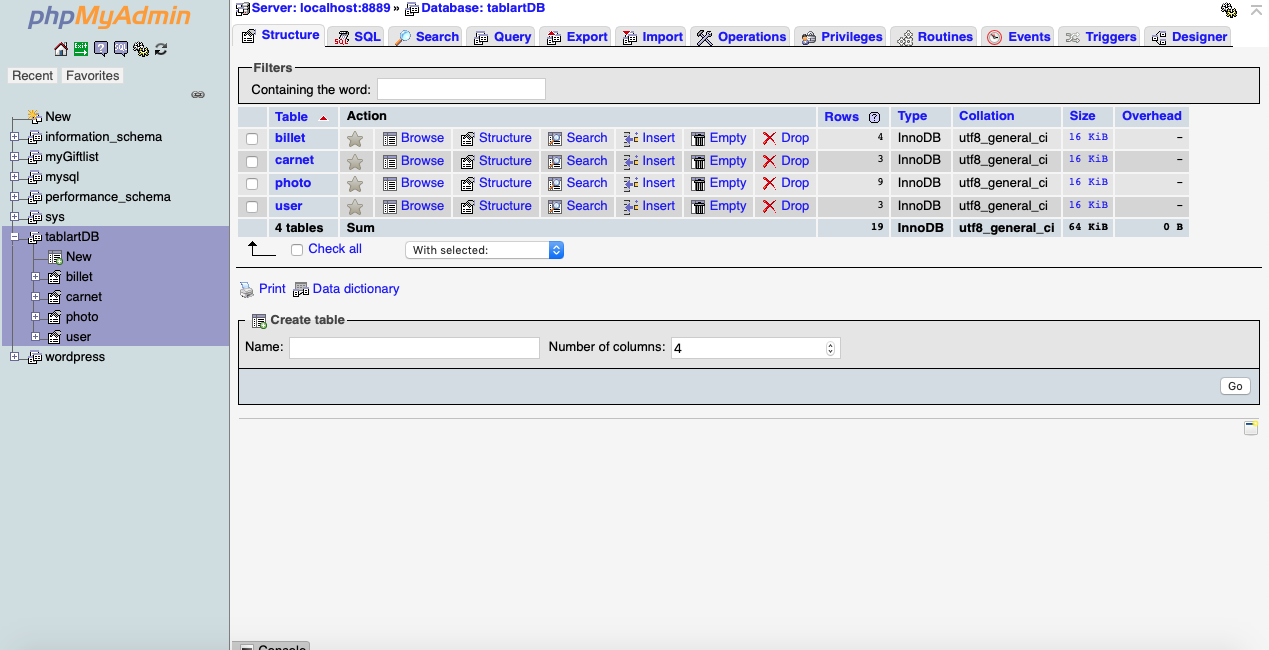 phpMyAdmin
Recent Favorites
New
information_schema
myGiftlist
mysql
performance_schema
sys
tablartDB
New
billet
carnet
photo
user
wordpress
Server: localhost:8889 » Database: tablartDB
Structure SQL Search Query Export Import Operations Privileges Routines Events Triggers Designer
Filters
Containing the word:
Table Action Rows Type Collation Size Overhead
billet Browse Structure Search Insert Empty Drop 4 InnoDB utf8_general_ci 16 KiB –
carnet Browse Structure Search Insert Empty Drop 3 InnoDB utf8_general_ci 16 KiB –
photo Browse Structure Search Insert Empty Drop 9 InnoDB utf8_general_ci 16 KiB –
user Browse Structure Search Insert Empty Drop 3 InnoDB utf8_general_ci 16 KiB –
4 tables Sum 19 InnoDB utf8_general_ci 64 KiB 0 B
Check all With selected:
Print Data dictionary
Create table
Name: Number of columns: 4
Go
Console